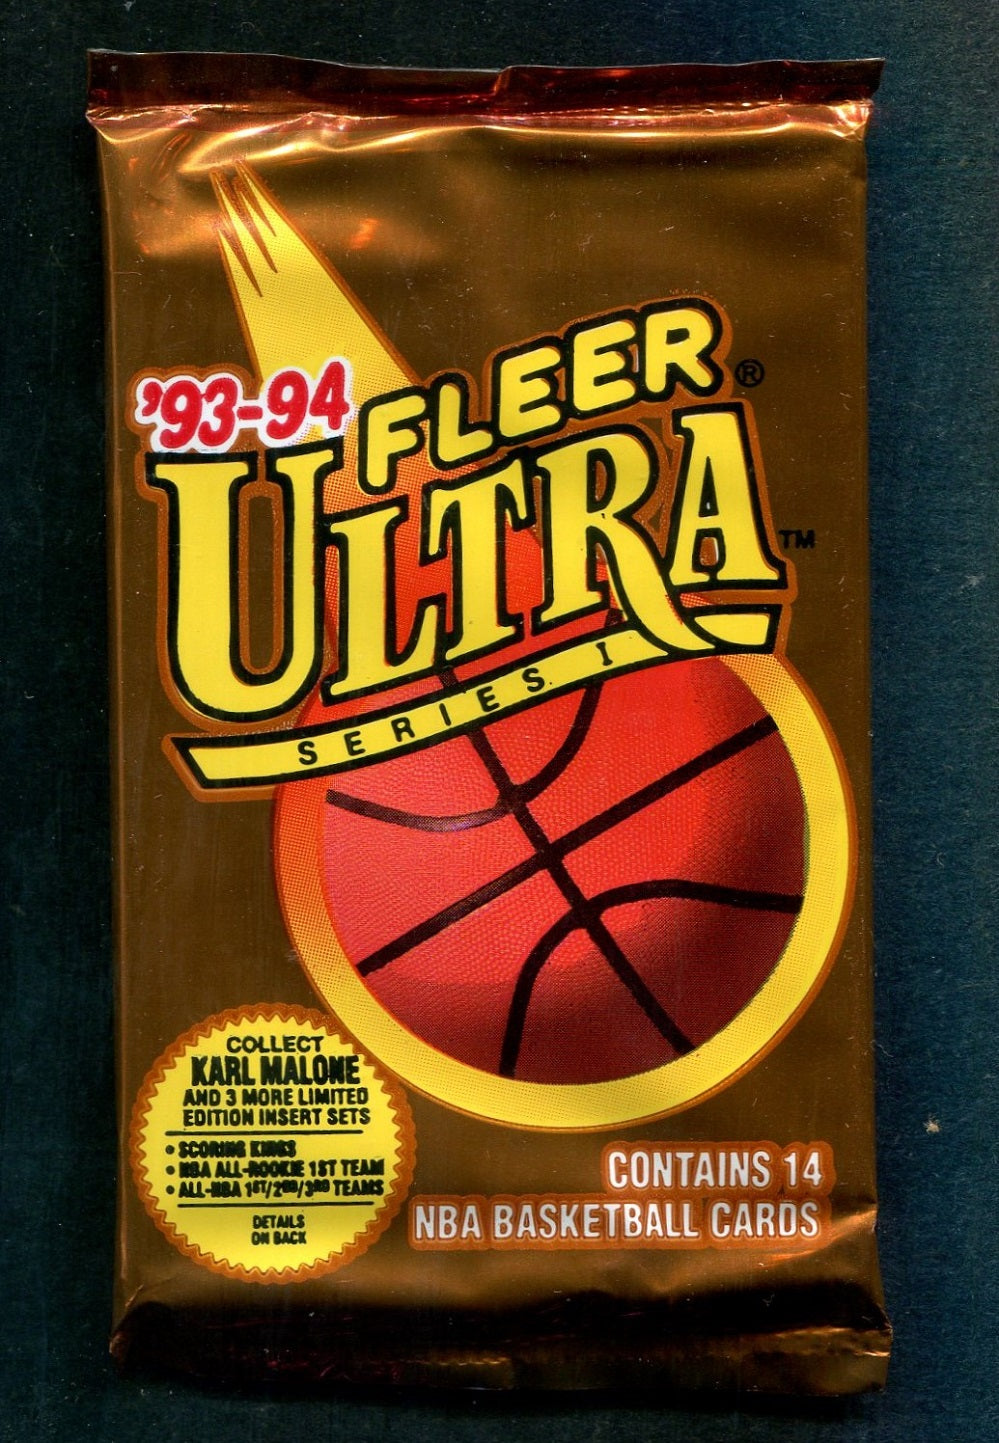 '93-94
FLEER®
ULTRA™
SERIES I
COLLECT
KARL MALONE
AND 3 MORE LIMITED
EDITION INSERT SETS
• SCORING KINGS
• NBA ALL-ROOKIE 1ST TEAM
• ALL-NBA 1ST/2ND/3RD TEAMS
DETAILS
ON BACK
CONTAINS 14
NBA BASKETBALL CARDS